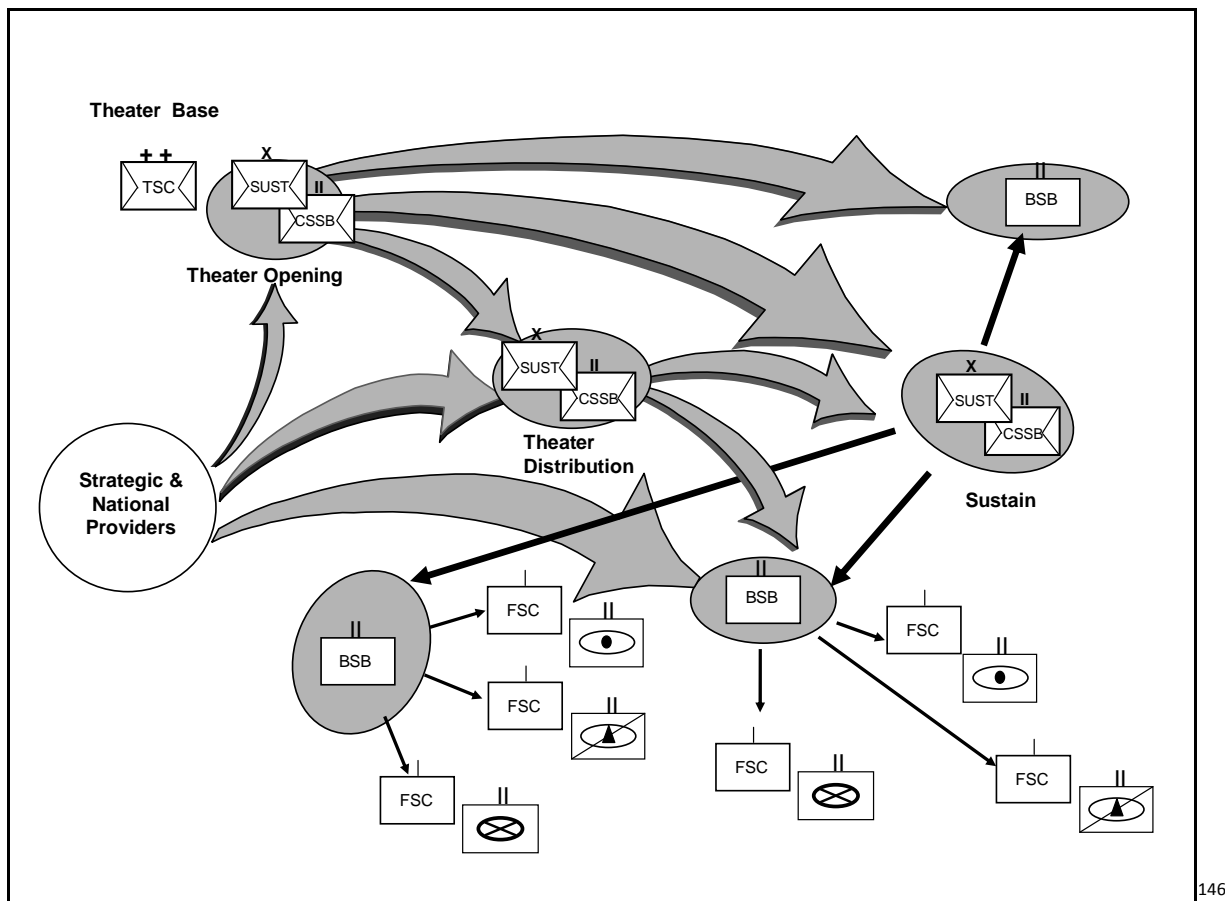 Theater Base
+ +
TSC
X
SUST
II
CSSB
Theater Opening
II
BSB
X
SUST
II
CSSB
Theater
Distribution
X
SUST
II
CSSB
Sustain
Strategic &
National
Providers
II
BSB
I
FSC
II
I
FSC
II
I
FSC
II
II
BSB
I
FSC
II
I
FSC
II
I
FSC
II
146